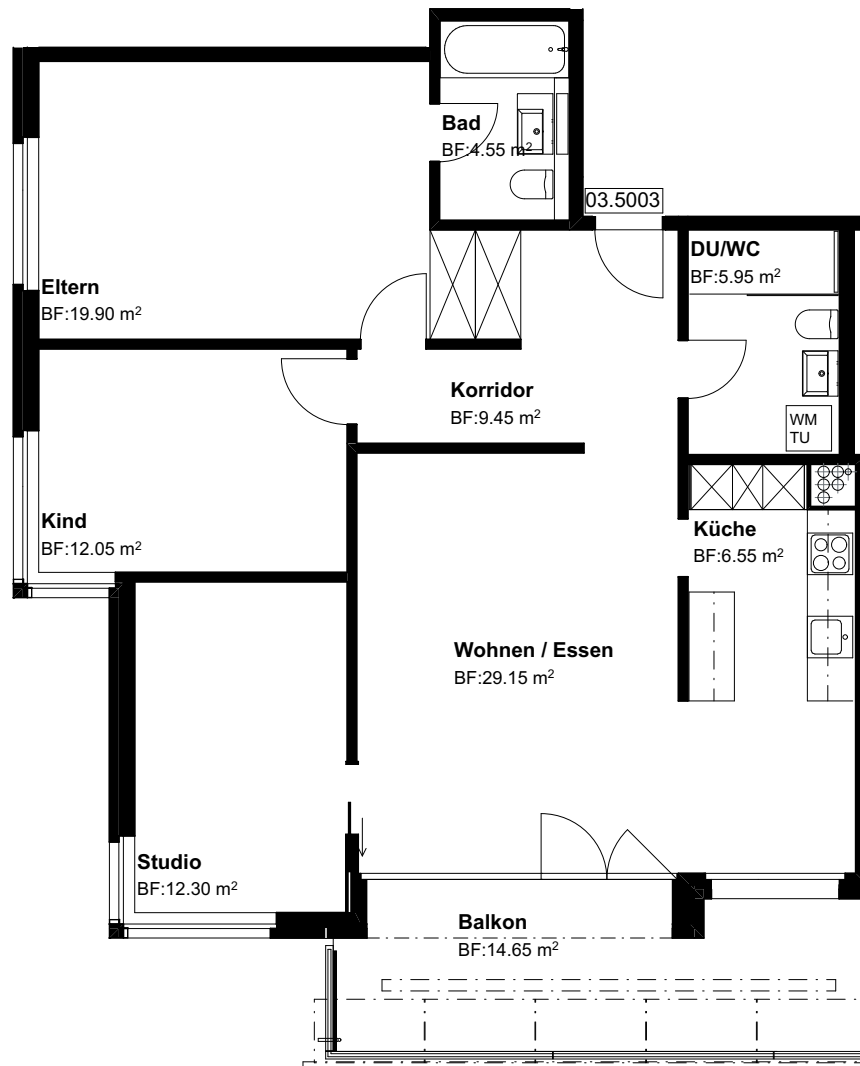 Bad
BF:4.55 m²
03.5003
DU/WC
BF:5.95 m²
Eltern
BF:19.90 m²
Korridor
BF:9.45 m²
WM
TU
Kind
BF:12.05 m²
Küche
BF:6.55 m²
Wohnen / Essen
BF:29.15 m²
Studio
BF:12.30 m²
Balkon
BF:14.65 m²